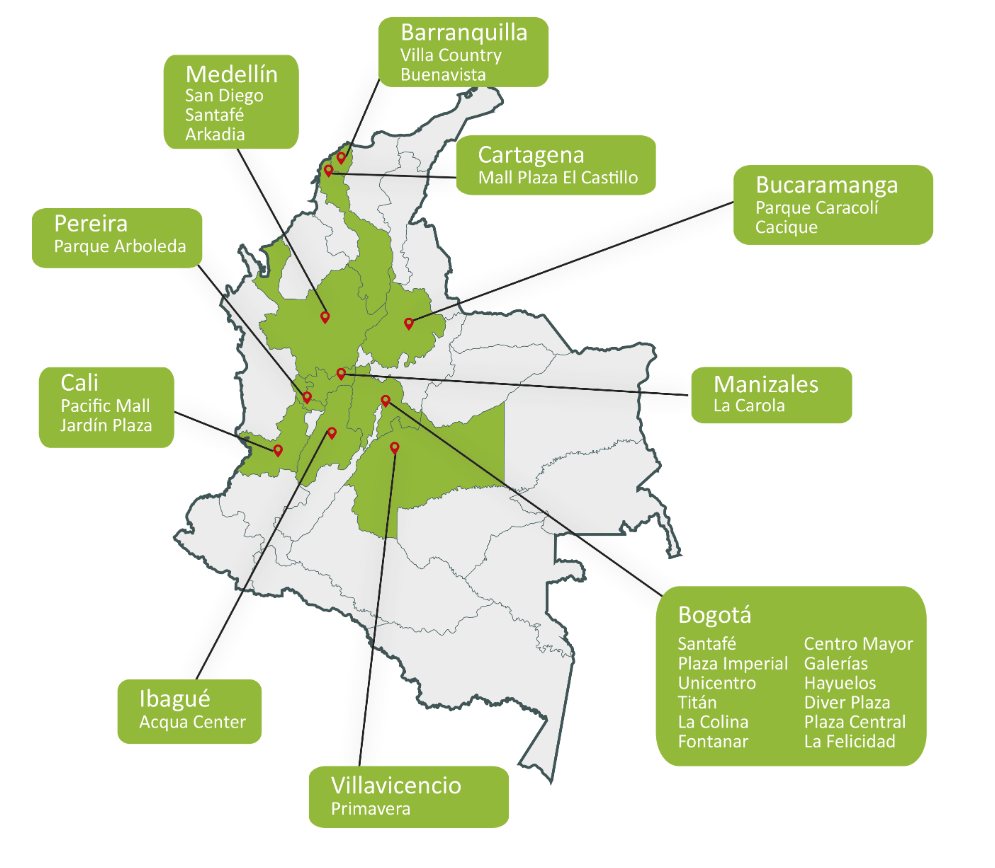 Barranquilla
Villa Country
Buenavista
Medellín
San Diego
Santafé
Arkadia
Cartagena
Mall Plaza El Castillo
Bucaramanga
Parque Caracolí
Cacique
Pereira
Parque Arboleda
Cali
Pacific Mall
Jardín Plaza
Manizales
La Carola
Bogotá
Santafé
Plaza Imperial
Unicentro
Titán
La Colina
Fontanar
Centro Mayor
Galerías
Hayuelos
Diver Plaza
Plaza Central
La Felicidad
Ibagué
Acqua Center
Villavicencio
Primavera